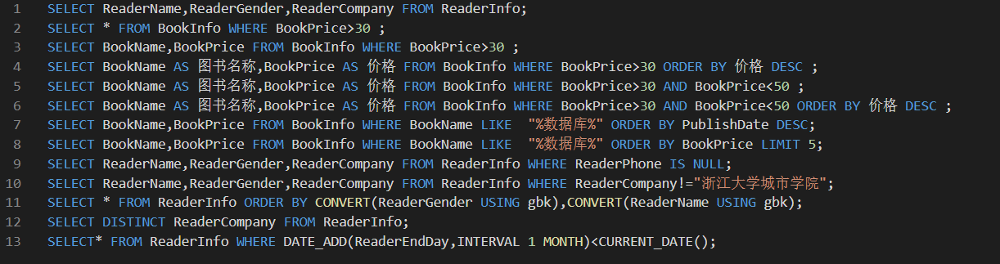 1 SELECT ReaderName,ReaderGender,ReaderCompany FROM ReaderInfo;
2 SELECT * FROM BookInfo WHERE BookPrice>30 ;
3 SELECT BookName,BookPrice FROM BookInfo WHERE BookPrice>30 ;
4 SELECT BookName AS 图书名称,BookPrice AS 价格 FROM BookInfo WHERE BookPrice>30 ORDER BY 价格 DESC ;
5 SELECT BookName AS 图书名称,BookPrice AS 价格 FROM BookInfo WHERE BookPrice>30 AND BookPrice<50 ;
6 SELECT BookName AS 图书名称,BookPrice AS 价格 FROM BookInfo WHERE BookPrice>30 AND BookPrice<50 ORDER BY 价格 DESC ;
7 SELECT BookName,BookPrice FROM BookInfo WHERE BookName LIKE  "%数据库%" ORDER BY PublishDate DESC;
8 SELECT BookName,BookPrice FROM BookInfo WHERE BookName LIKE  "%数据库%" ORDER BY BookPrice LIMIT 5;
9 SELECT ReaderName,ReaderGender,ReaderCompany FROM ReaderInfo WHERE ReaderPhone IS NULL;
10 SELECT ReaderName,ReaderGender,ReaderCompany FROM ReaderInfo WHERE ReaderCompany!="浙江大学城市学院";
11 SELECT * FROM ReaderInfo ORDER BY CONVERT(ReaderGender USING gbk),CONVERT(ReaderName USING gbk);
12 SELECT DISTINCT ReaderCompany FROM ReaderInfo;
13 SELECT* FROM ReaderInfo WHERE DATE_ADD(ReaderEndDay,INTERVAL 1 MONTH)<CURRENT_DATE();